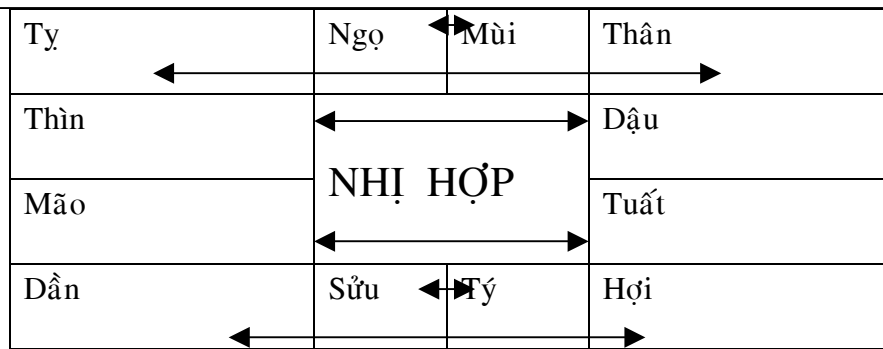 Tỵ Ngọ Mùi Thân
Thìn Dậu
NHỊ HỢP
Mão Tuất
Dần Sửu Tý Hợi